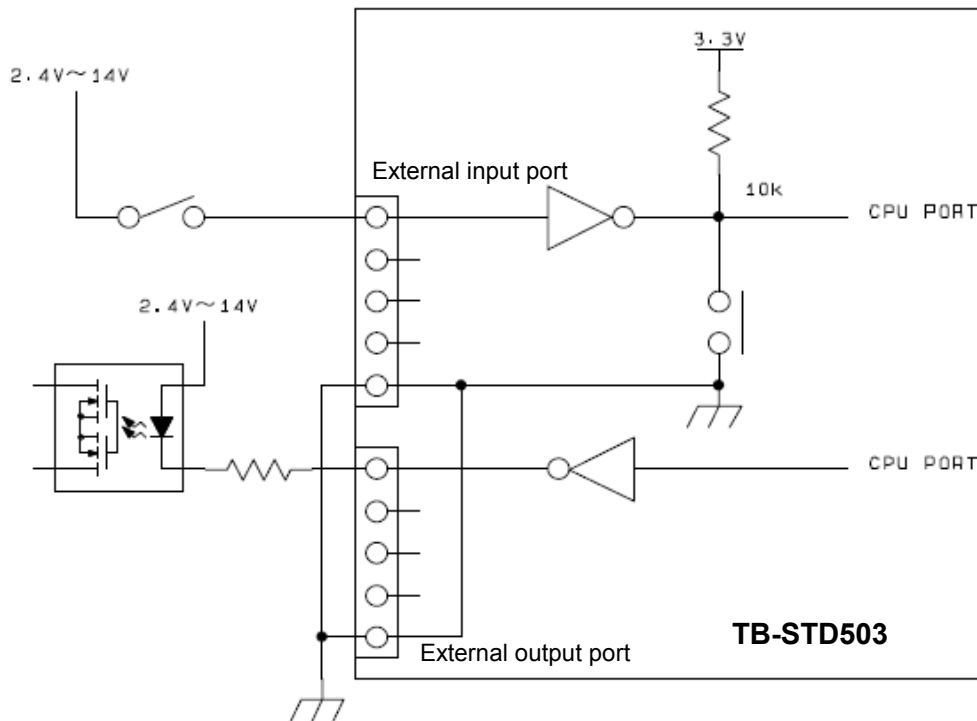 3.3V
2.4V～14V
External input port
10k
CPU PORT
2.4V～14V
CPU PORT
TB-STD503
External output port